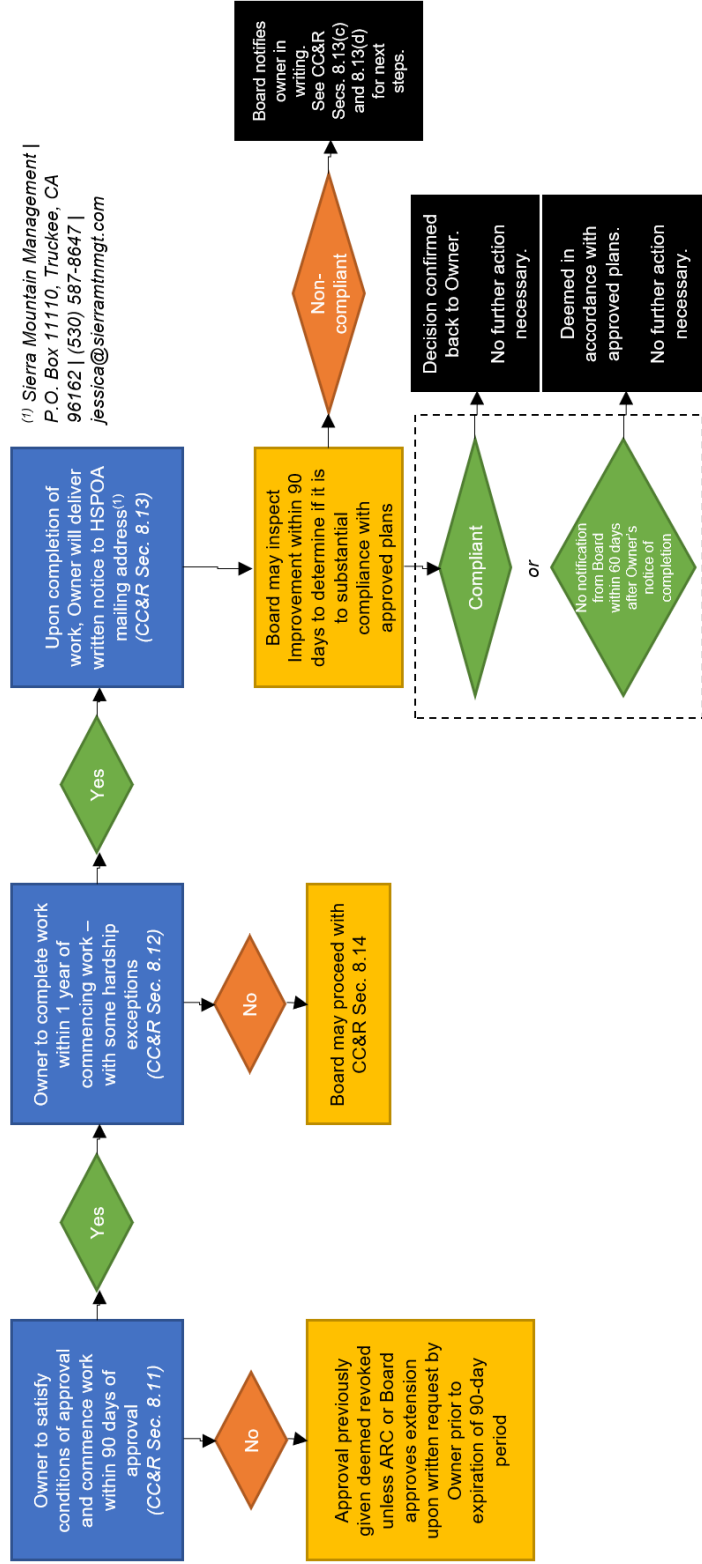 Owner to satisfy
conditions of approval
and commence work
within 90 days of
approval
(CC&R Sec. 8.11)
Yes
No
Approval previously
given deemed revoked
unless ARC or Board
approves extension
upon written request by
Owner prior to
expiration of 90-day
period
Owner to complete work
within 1 year of
commencing work –
with some hardship
exceptions
(CC&R Sec. 8.12)
Yes
No
Board may proceed with
CC&R Sec. 8.14
Upon completion of
work, Owner will deliver
written notice to HSPOA
mailing address(1)
(CC&R Sec. 8.13)
(1) Sierra Mountain Management |
P.O. Box 11110, Truckee, CA
96162 | (530) 587-8647 |
jessica@sierramtnmgt.com
Board may inspect
Improvement within 90
days to determine if it is
to substantial
compliance with
approved plans
Non-
compliant
Board notifies
owner in
writing.
See CC&R
Secs. 8.13(c)
and 8.13(d)
for next
steps.
Compliant
Decision confirmed
back to Owner.
No further action
necessary.
or
No notification
from Board
within 60 days
after Owner's
notice of
completion
Deemed in
accordance with
approved plans.
No further action
necessary.